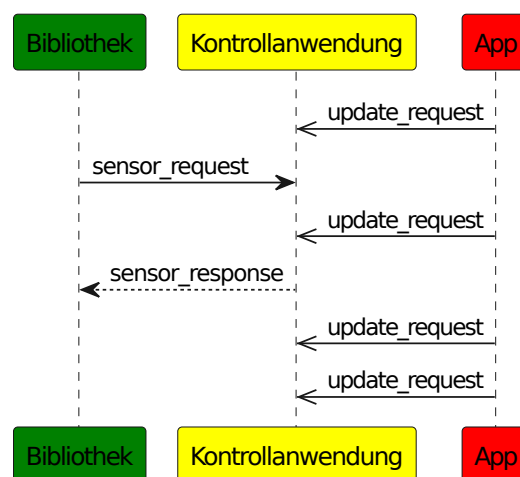 Bibliothek Kontrollanwendung App
update_request
sensor_request
update_request
sensor_response
update_request
update_request
Bibliothek Kontrollanwendung App